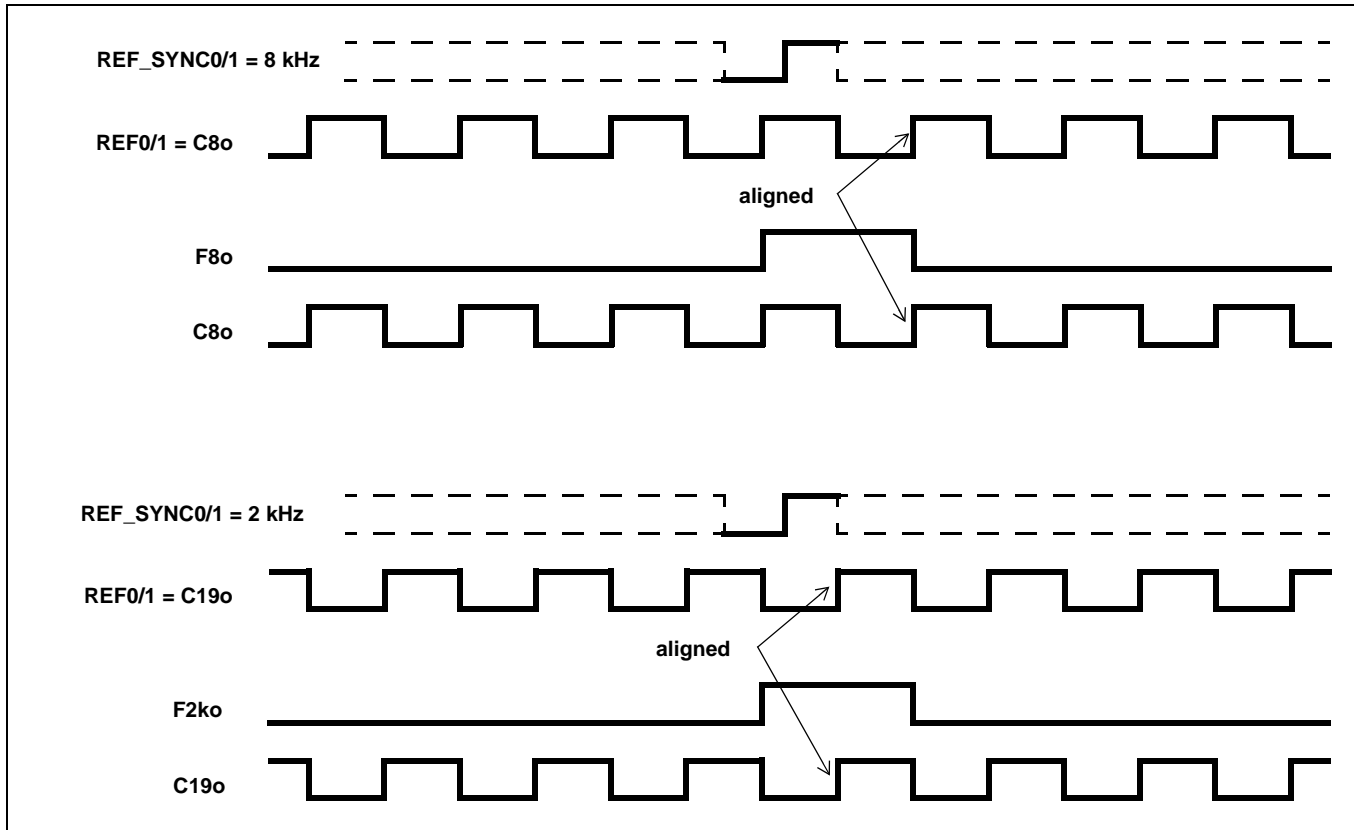 REF_SYNC0/1 = 8 kHz
REF0/1 = C8o
aligned
F8o
C8o
REF_SYNC0/1 = 2 kHz
REF0/1 = C19o
aligned
F2ko
C19o